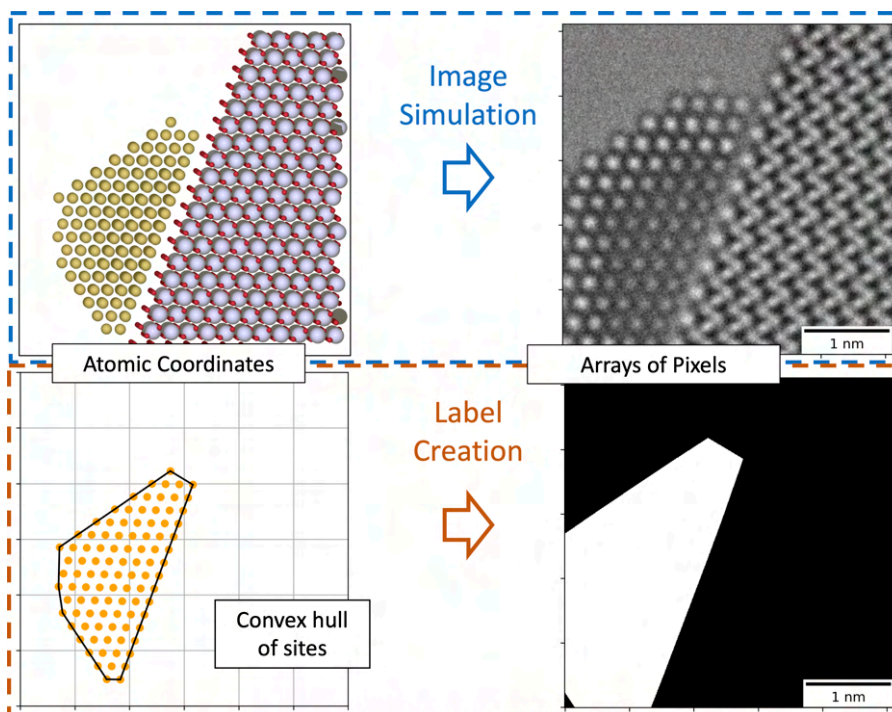 Image
Simulation
1 nm
Atomic Coordinates
Arrays of Pixels
Label
Creation
Convex hull
of sites
1 nm